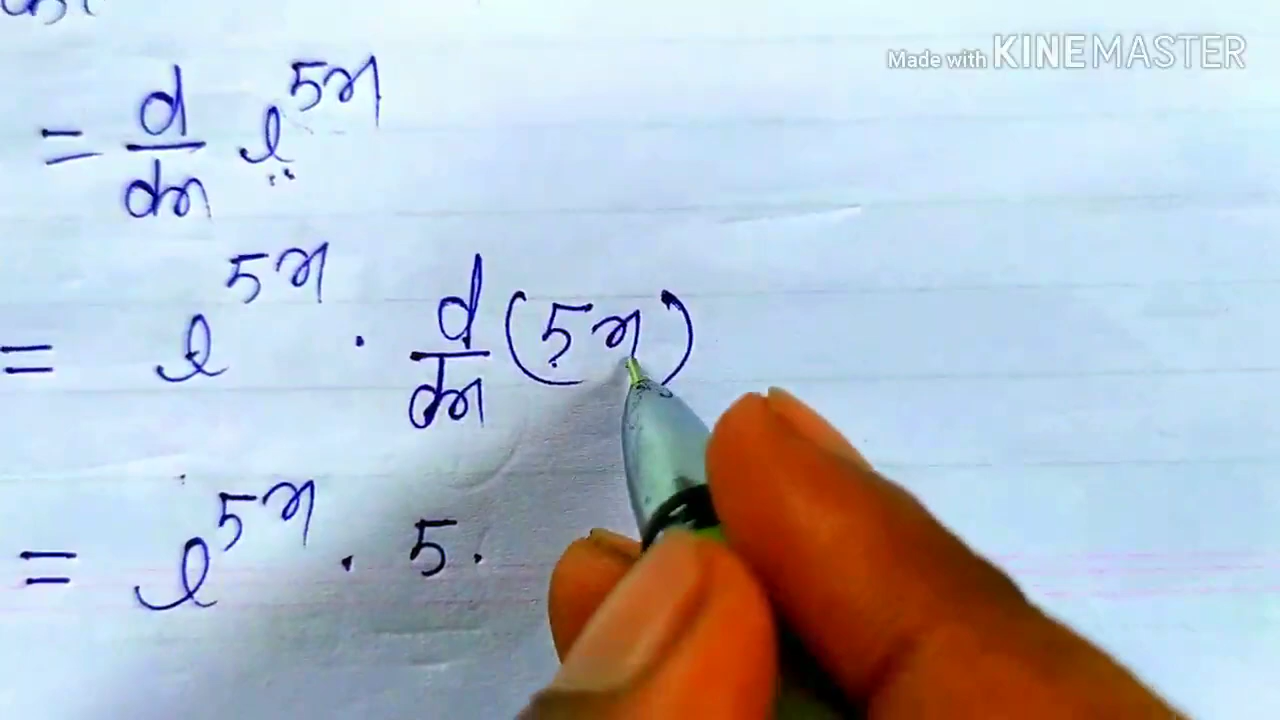 Made with KINEMASTER
= d/dx e^5x
= e^5x · d/dx (5x)
= e^5x · 5 ·